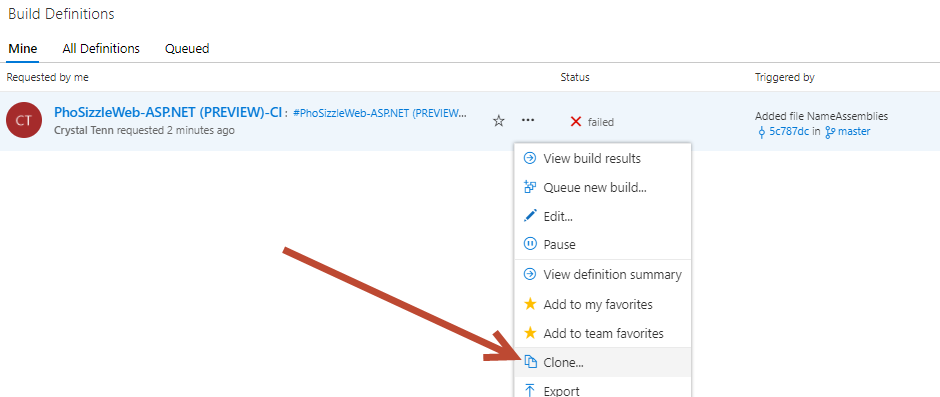 Build Definitions
Mine All Definitions Queued
Requested by me Status Triggered by
CT
PhoSizzleWeb-ASP.NET (PREVIEW)-CI : #PhoSizzleWeb-ASP.NET (PREVIEW...
Crystal Tenn requested 2 minutes ago
... failed
Added file NameAssemblies
5c787dc in master
View build results
Queue new build...
Edit...
Pause
View definition summary
Add to my favorites
Add to team favorites
Clone...
Export